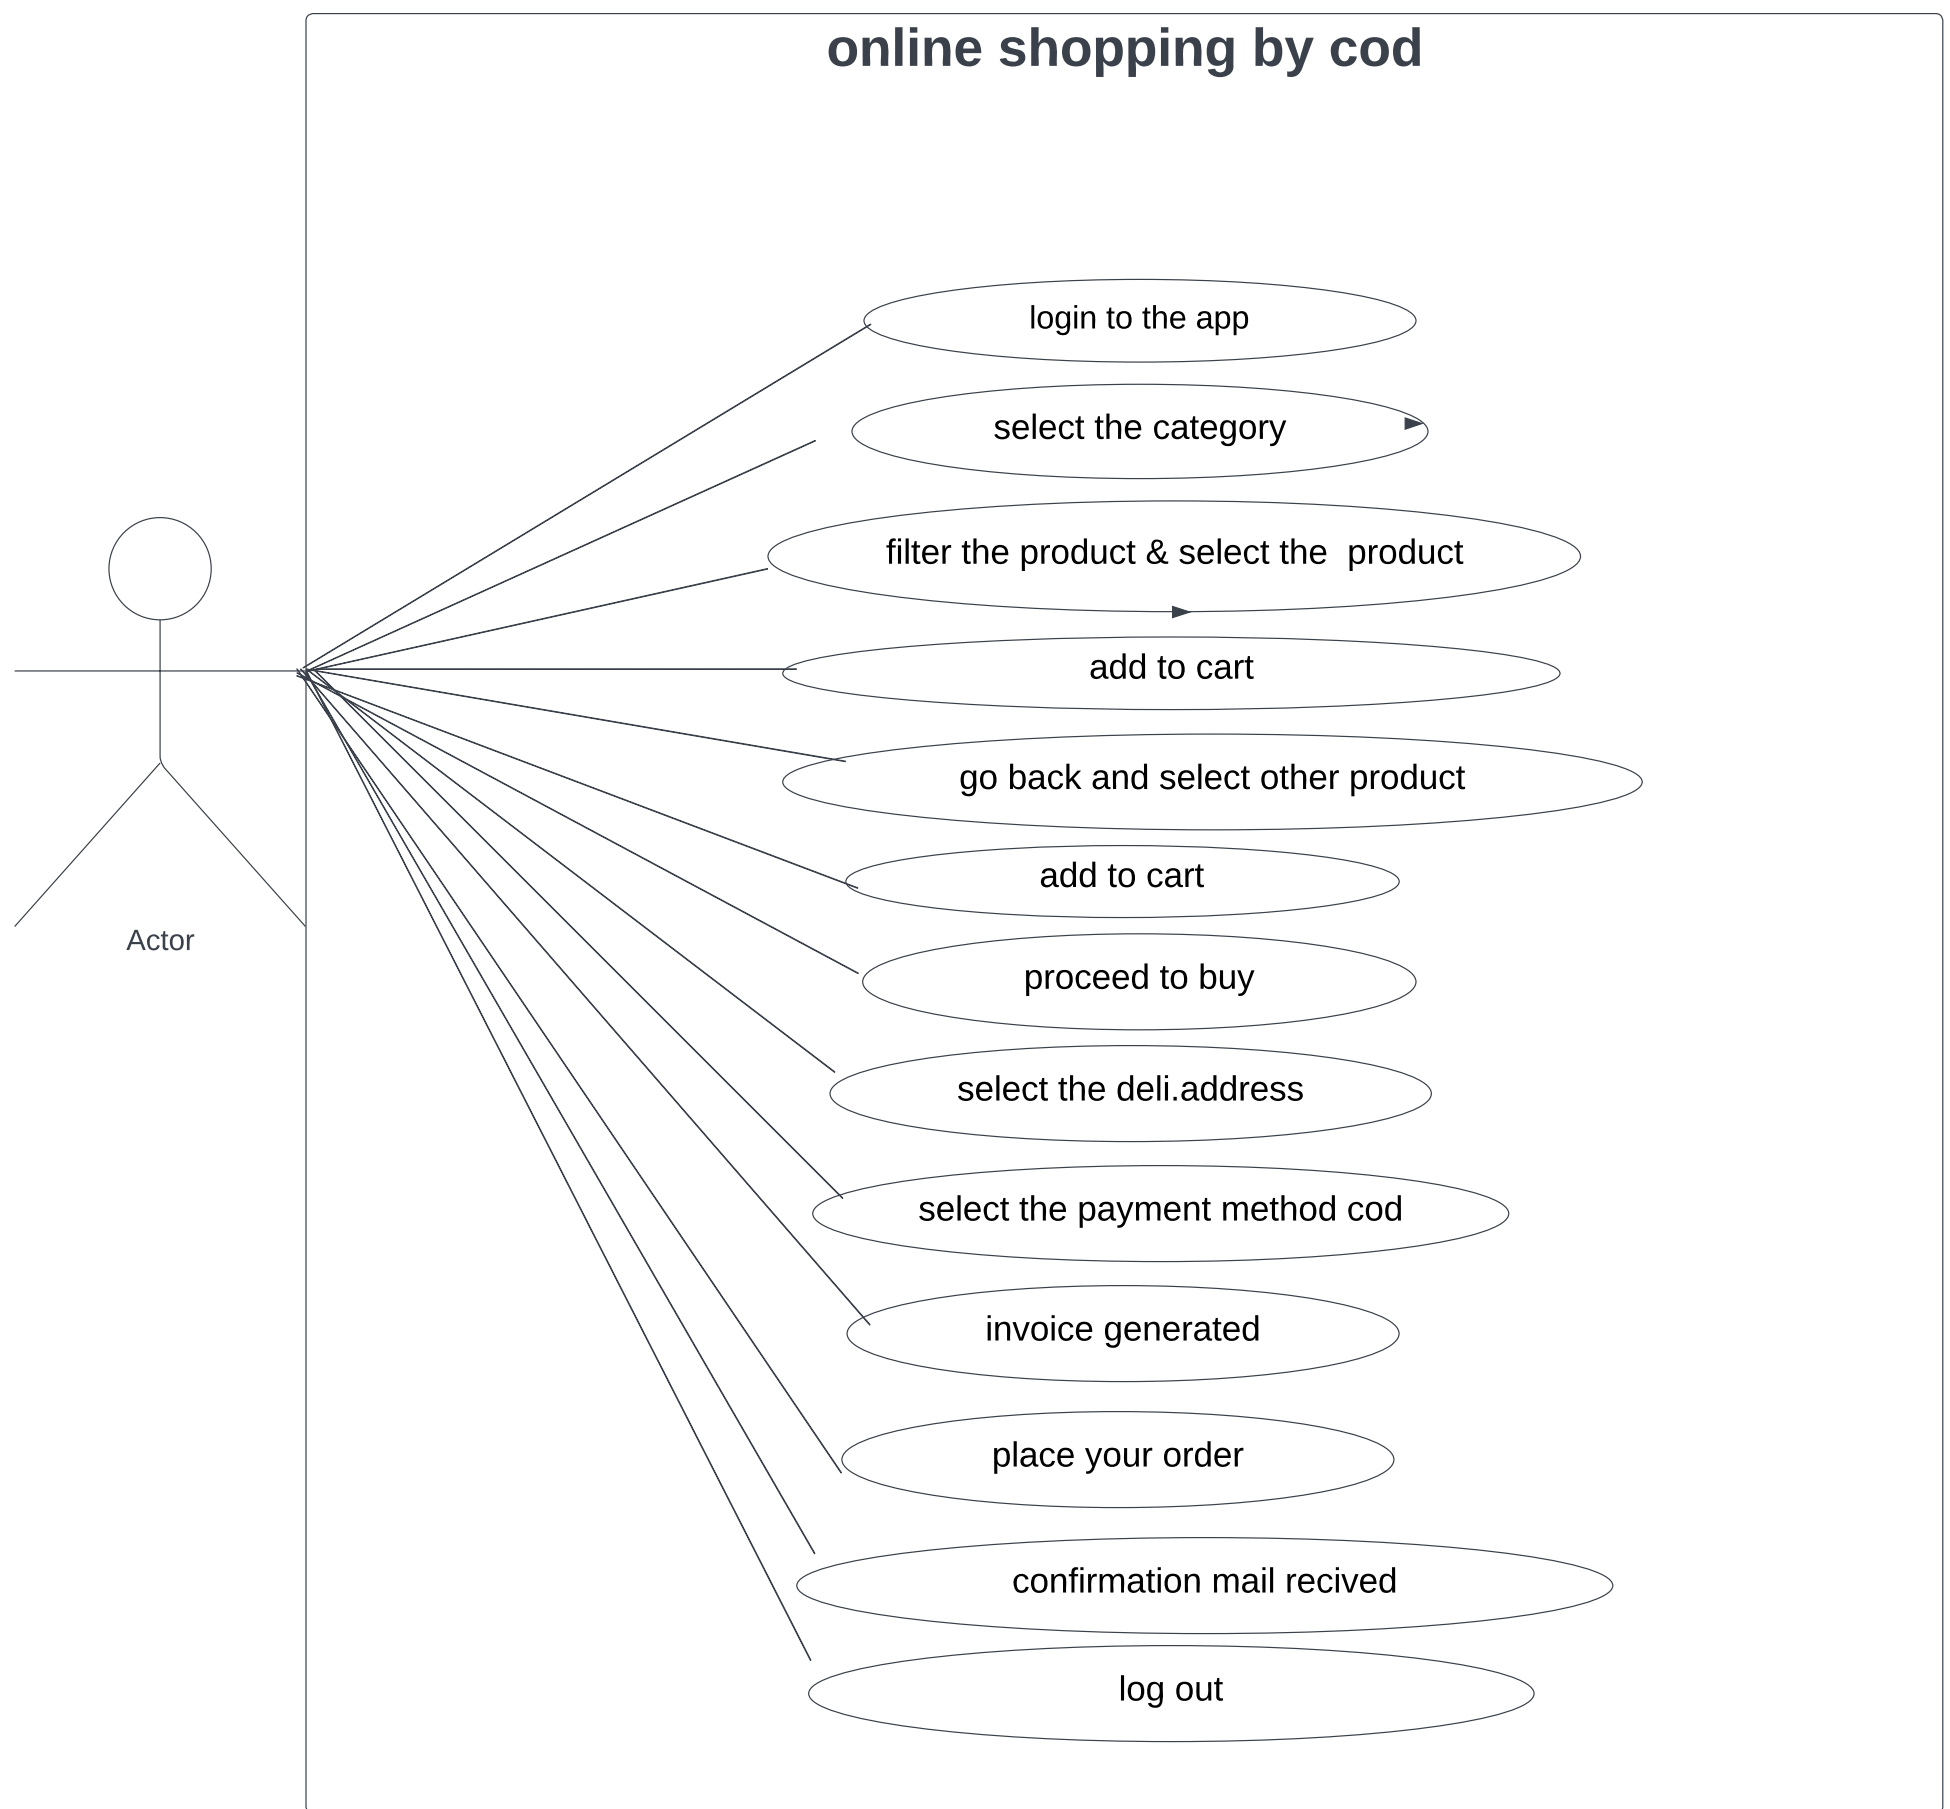 online shopping by cod
login to the app
select the category
filter the product & select the  product
add to cart
go back and select other product
add to cart
Actor
proceed to buy
select the deli.address
select the payment method cod
invoice generated
place your order
confirmation mail recived
log out